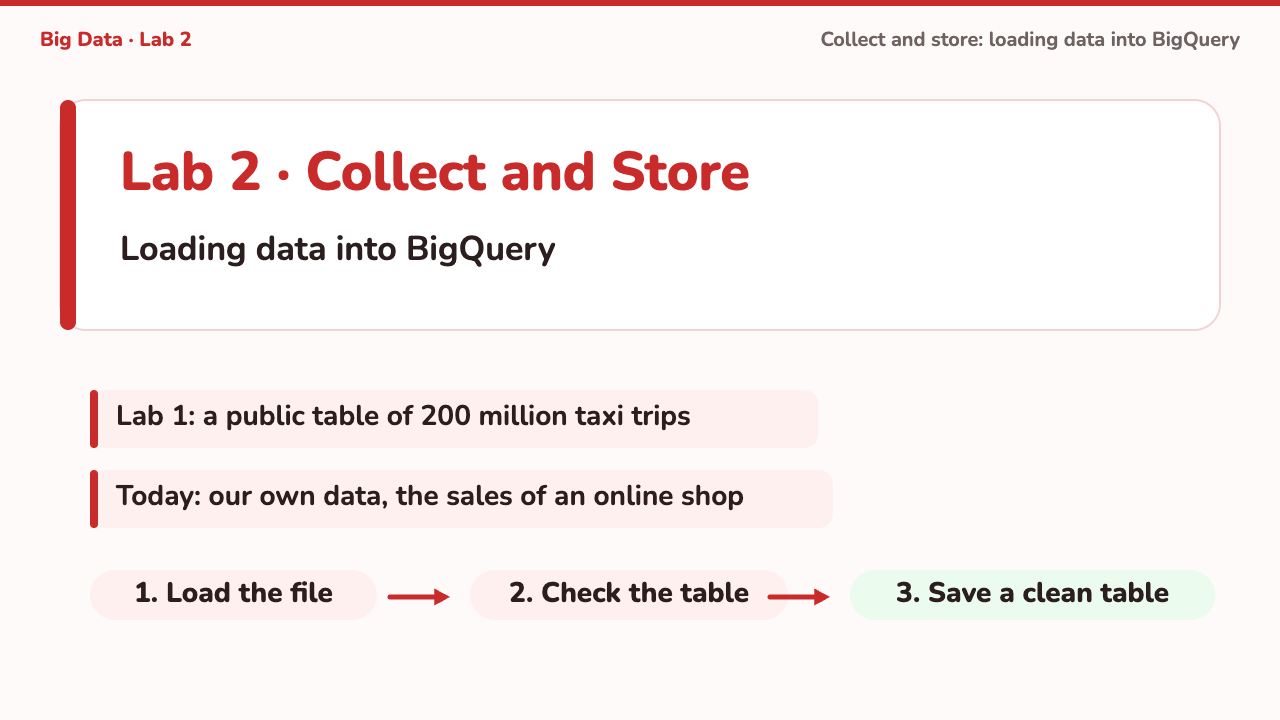 Big Data · Lab 2
Collect and store: loading data into BigQuery
Lab 2 · Collect and Store
Loading data into BigQuery
Lab 1: a public table of 200 million taxi trips
Today: our own data, the sales of an online shop
1. Load the file
2. Check the table
3. Save a clean table